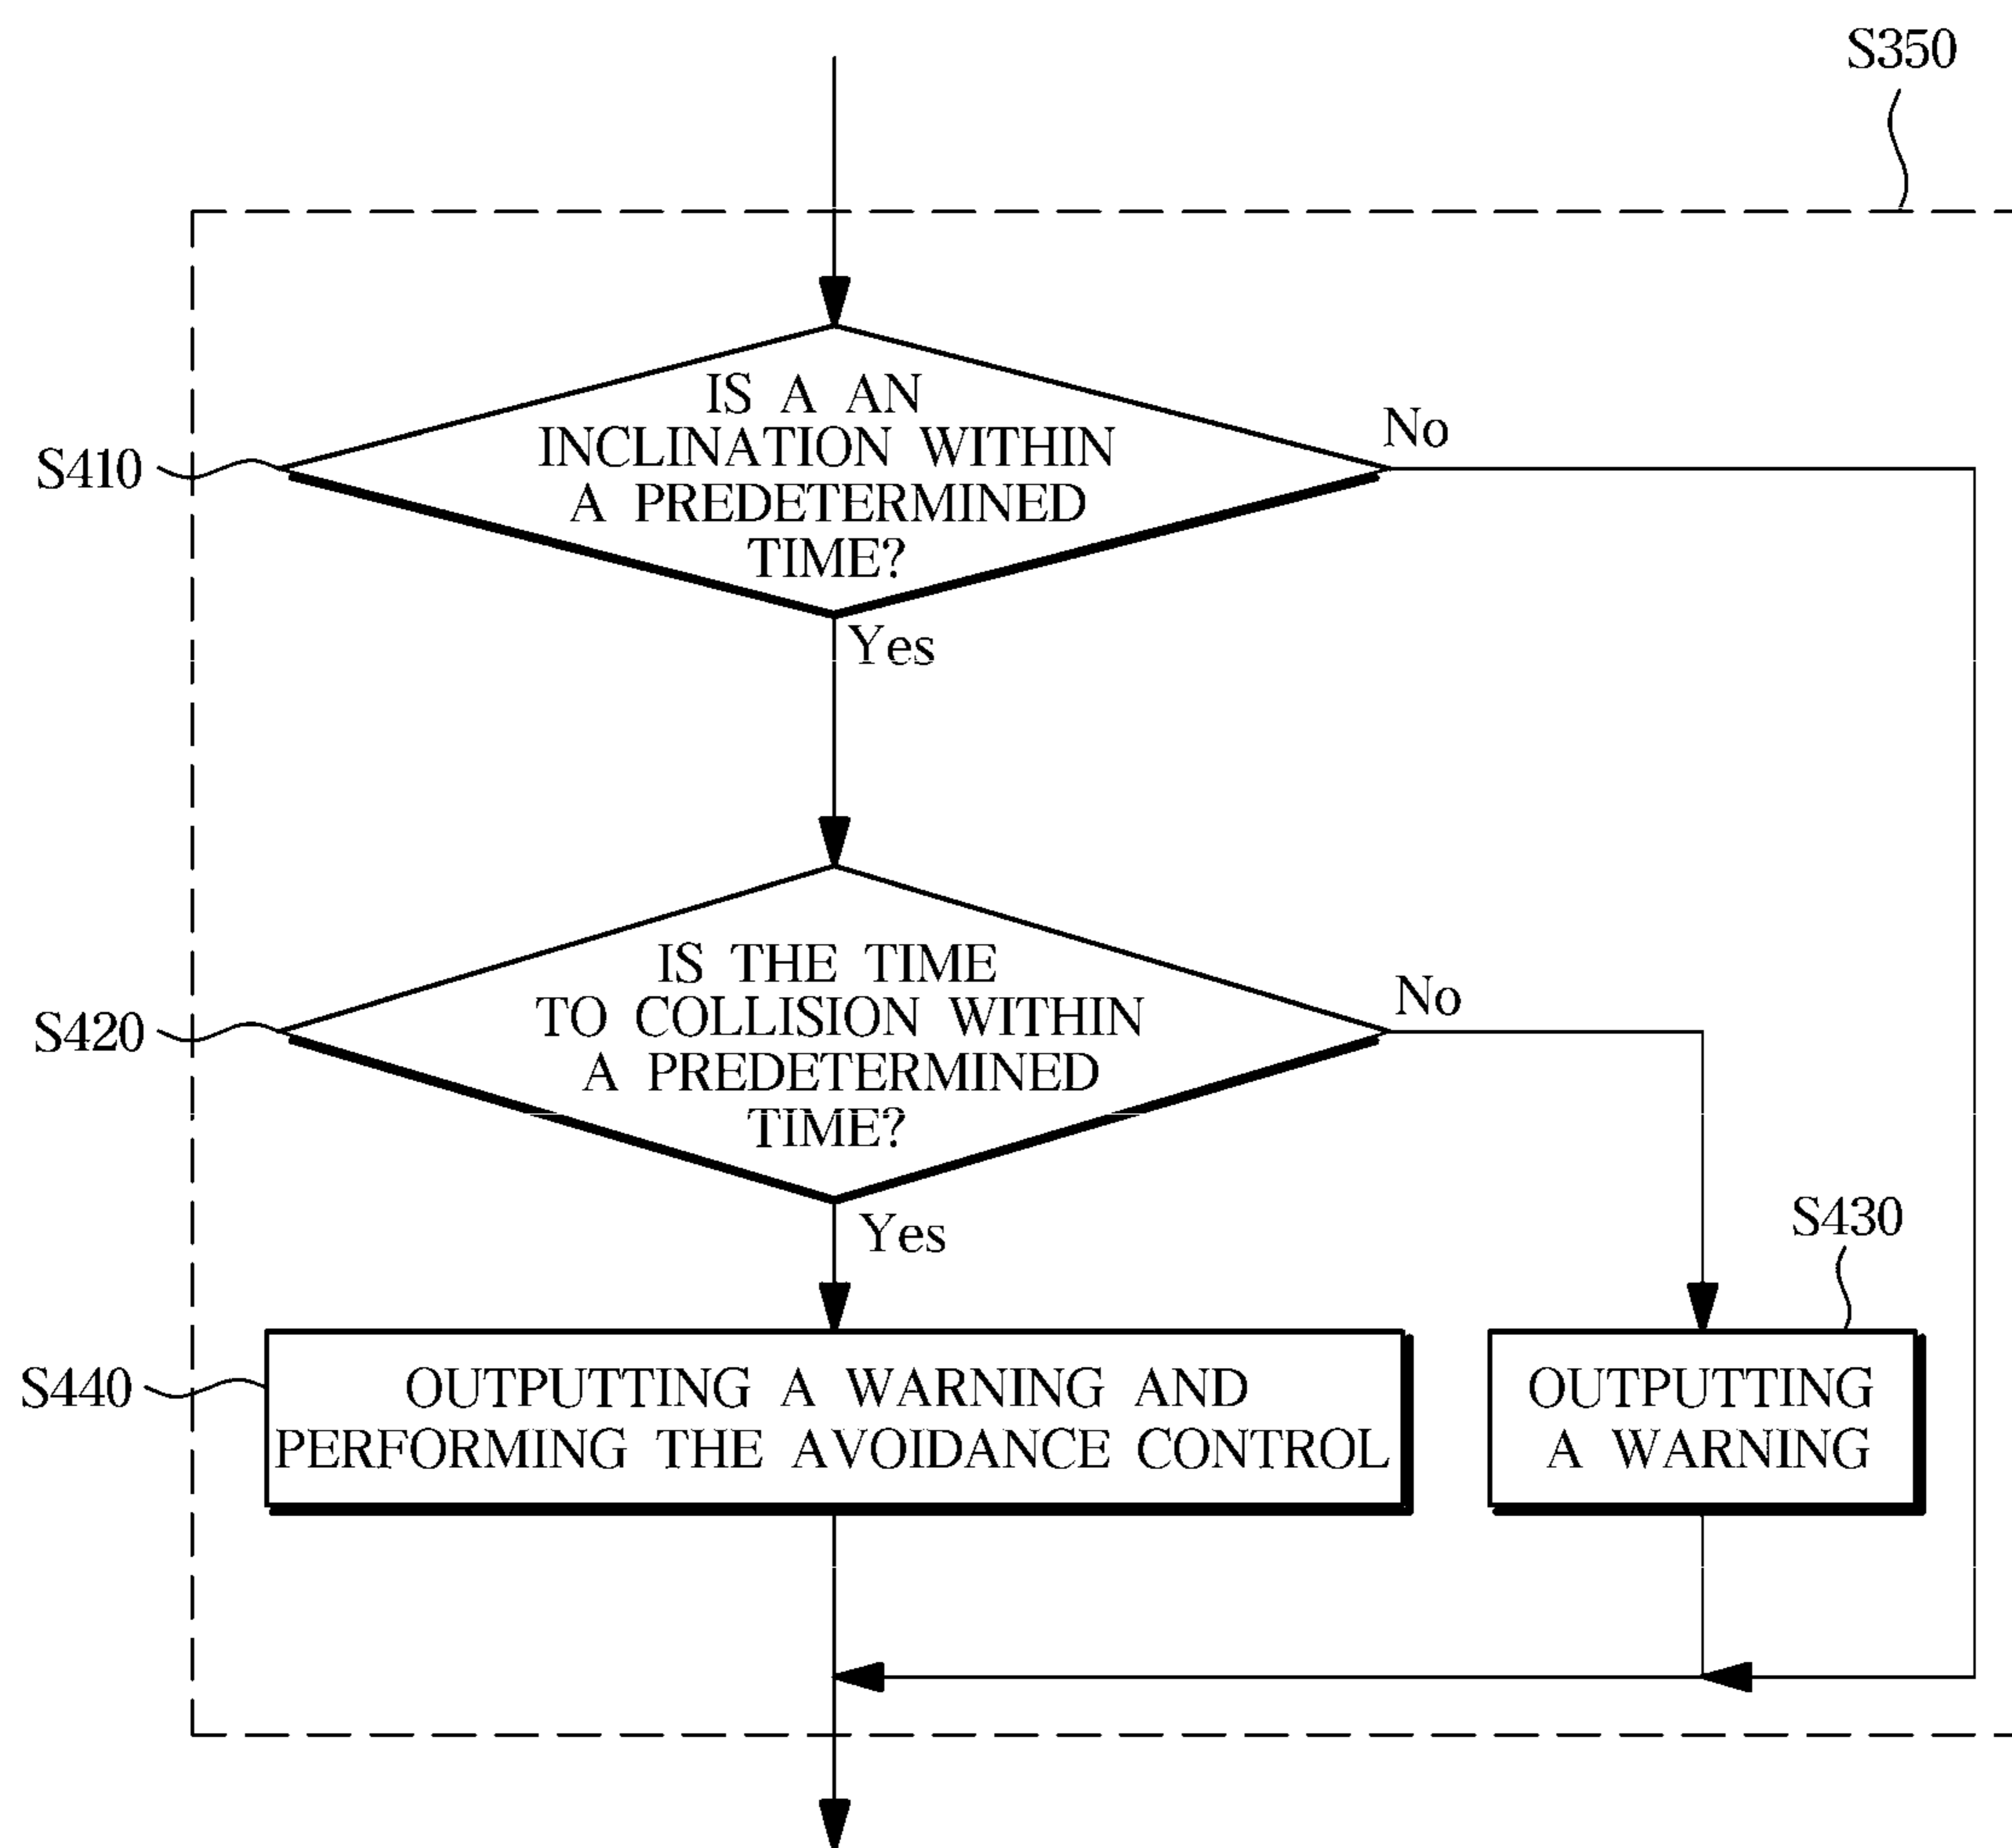 S350
IS A AN
INCLINATION WITHIN
A PREDETERMINED
TIME?
No
S410
Yes
IS THE TIME
TO COLLISION WITHIN
A PREDETERMINED
TIME?
No
S420
Yes
S430
S440
OUTPUTTING A WARNING AND
PERFORMING THE AVOIDANCE CONTROL
OUTPUTTING
A WARNING